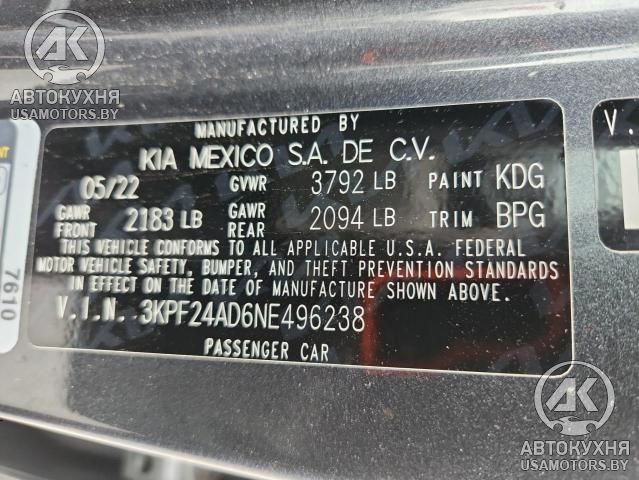 АВТОКУХНЯ
USAMOTORS.BY
MANUFACTURED BY
KIA MEXICO S.A. DE C.V.
05/22 GVWR 3792 LB PAINT KDG
GAWR FRONT 2183 LB GAWR REAR 2094 LB TRIM BPG
THIS VEHICLE CONFORMS TO ALL APPLICABLE U.S.A. FEDERAL
MOTOR VEHICLE SAFETY, BUMPER, AND THEFT PREVENTION STANDARDS
IN EFFECT ON THE DATE OF MANUFACTURE SHOWN ABOVE.
V.I.N. 3KPF24AD6NE496238
PASSENGER CAR
7610
V.
АВТОКУХНЯ
USAMOTORS.BY